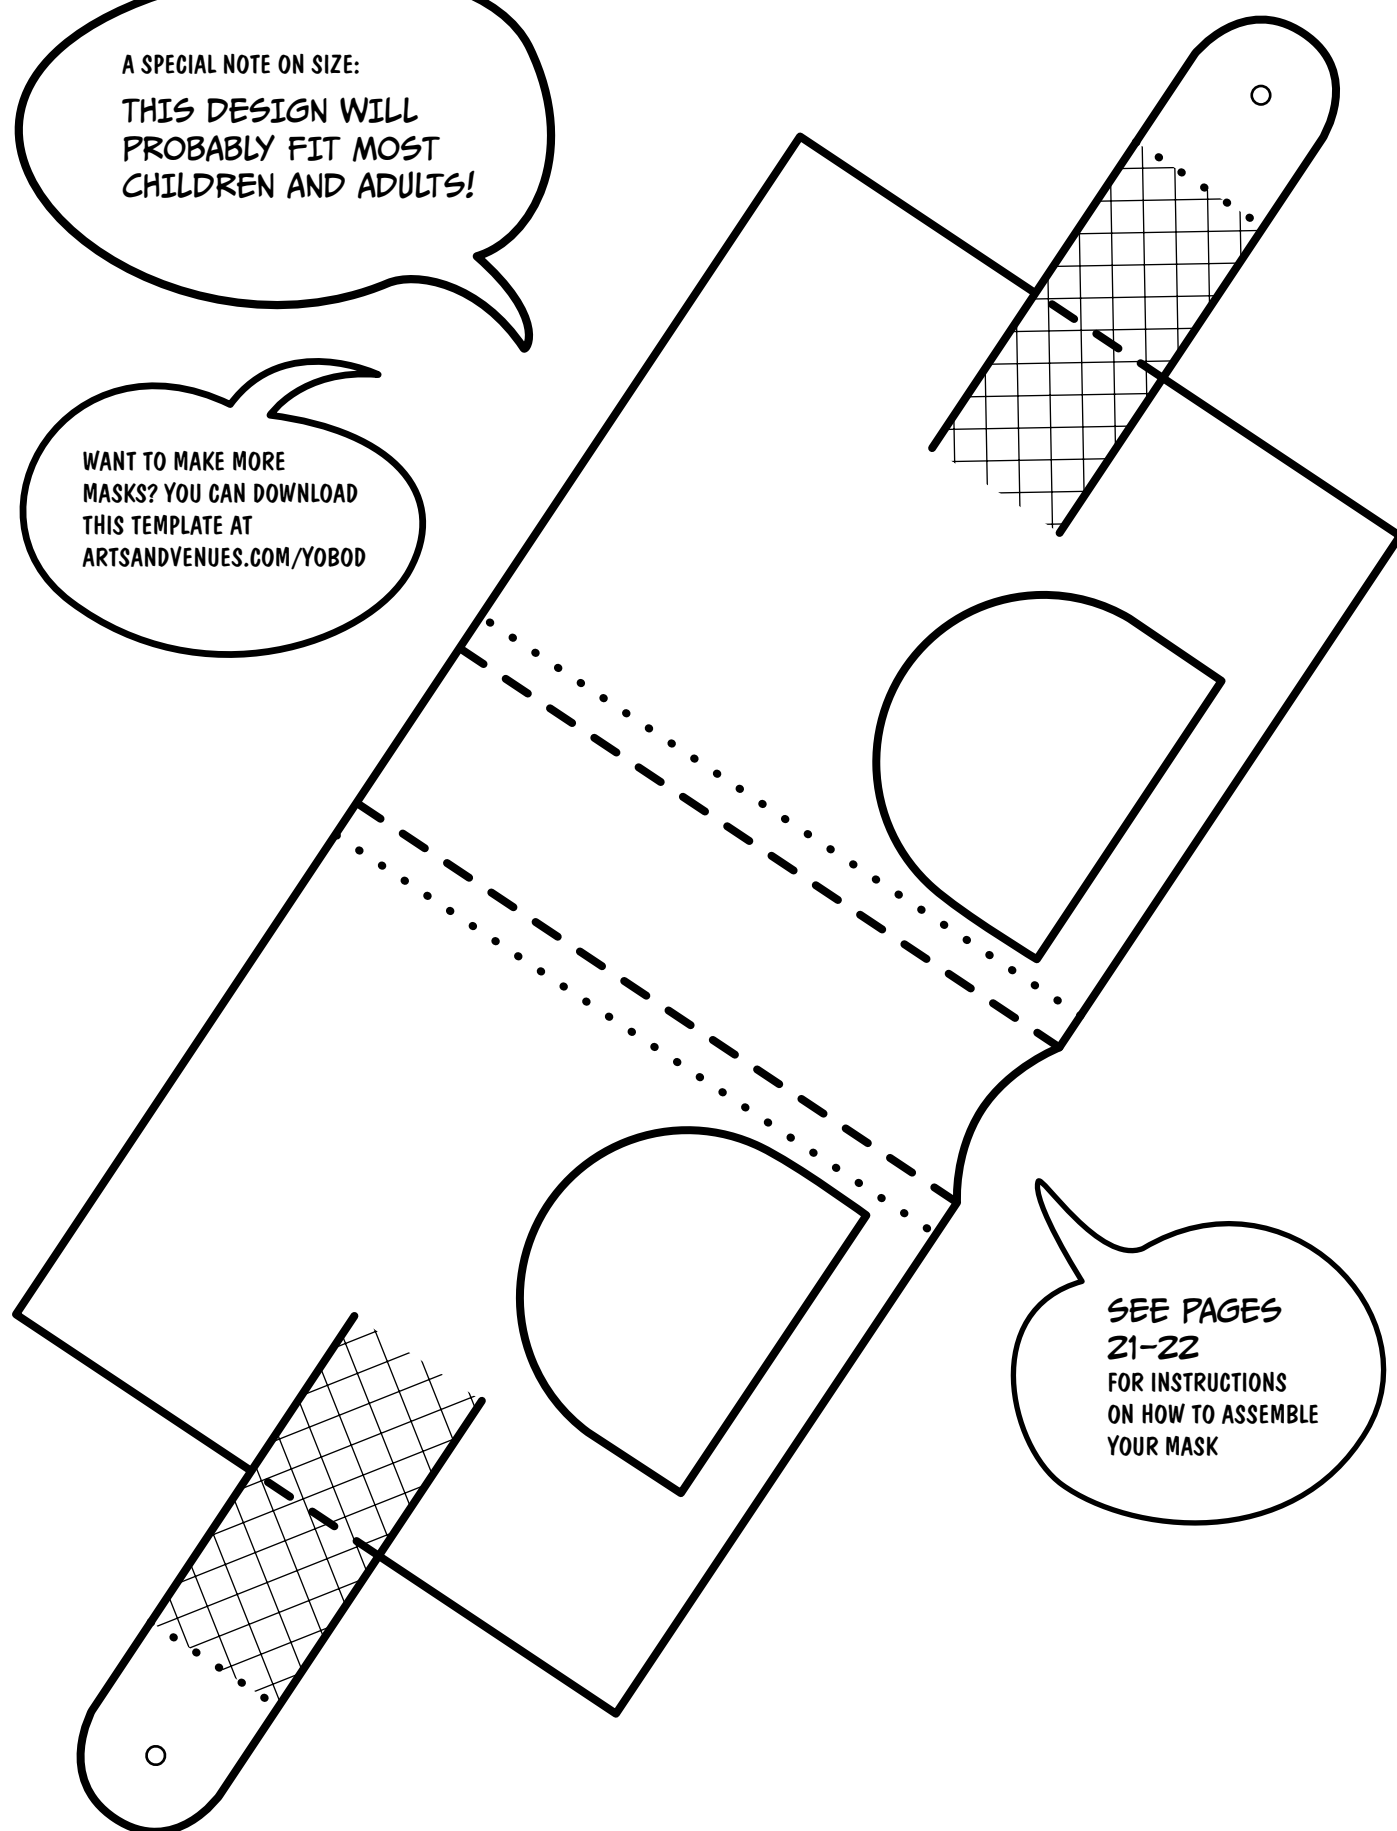 A SPECIAL NOTE ON SIZE:
THIS DESIGN WILL
PROBABLY FIT MOST
CHILDREN AND ADULTS!
WANT TO MAKE MORE
MASKS? YOU CAN DOWNLOAD
THIS TEMPLATE AT
ARTSANDVENUES.COM/YOBOD
SEE PAGES
21-22
FOR INSTRUCTIONS
ON HOW TO ASSEMBLE
YOUR MASK